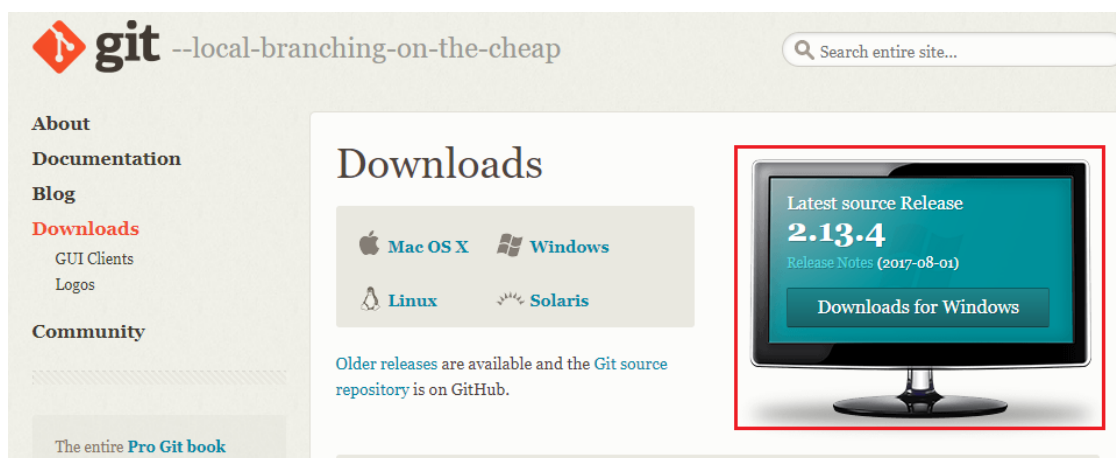 git --local-branching-on-the-cheap
Search entire site...
About
Documentation
Blog
Downloads
GUI Clients
Logos
Community
The entire Pro Git book
Downloads
Mac OS X
Windows
Linux
Solaris
Older releases are available and the Git source
repository is on GitHub.
Latest source Release
2.13.4
Release Notes (2017-08-01)
Downloads for Windows